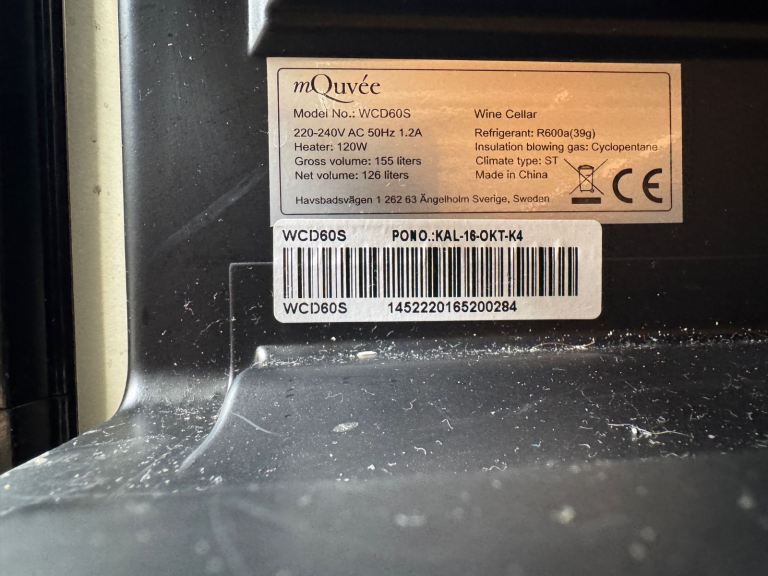 mQuvée
Model No.: WCD60S Wine Cellar
220-240V AC 50Hz 1.2A Refrigerant: R600a(39g)
Heater: 120W Insulation blowing gas: Cyclopentane
Gross volume: 155 liters Climate type: ST
Net volume: 126 liters Made in China
CE
Havsbadsvägen 1 262 63 Ängelholm Sverige, Sweden
WCD60S PONO.:KAL-16-OKT-K4
WCD60S 1452220165200284